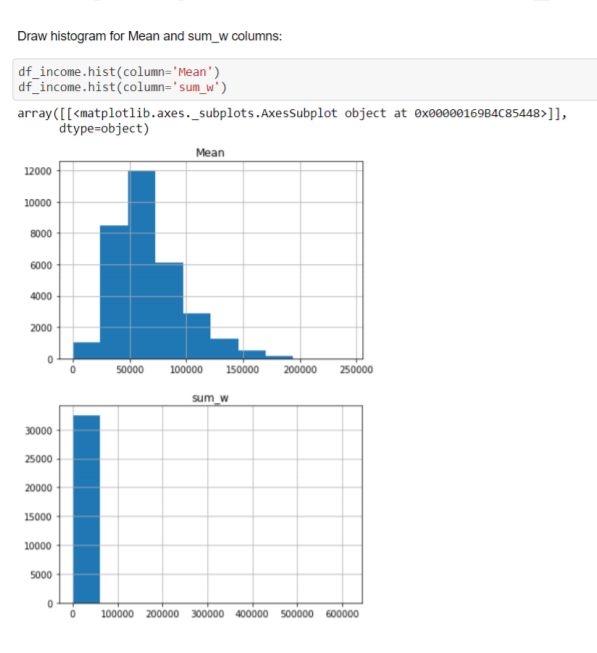 Draw histogram for Mean and sum_w columns:
df_income.hist(column='Mean')
df_income.hist(column='sum_w')
array([[<matplotlib.axes._subplots.AxesSubplot object at 0x00000169B4C85448>]],
dtype=object)
Mean
12000
10000
8000
6000
4000
2000
0
0 50000 100000 150000 200000 250000
sum_w
30000
25000
20000
15000
10000
5000
0
0 100000 200000 300000 400000 500000 600000